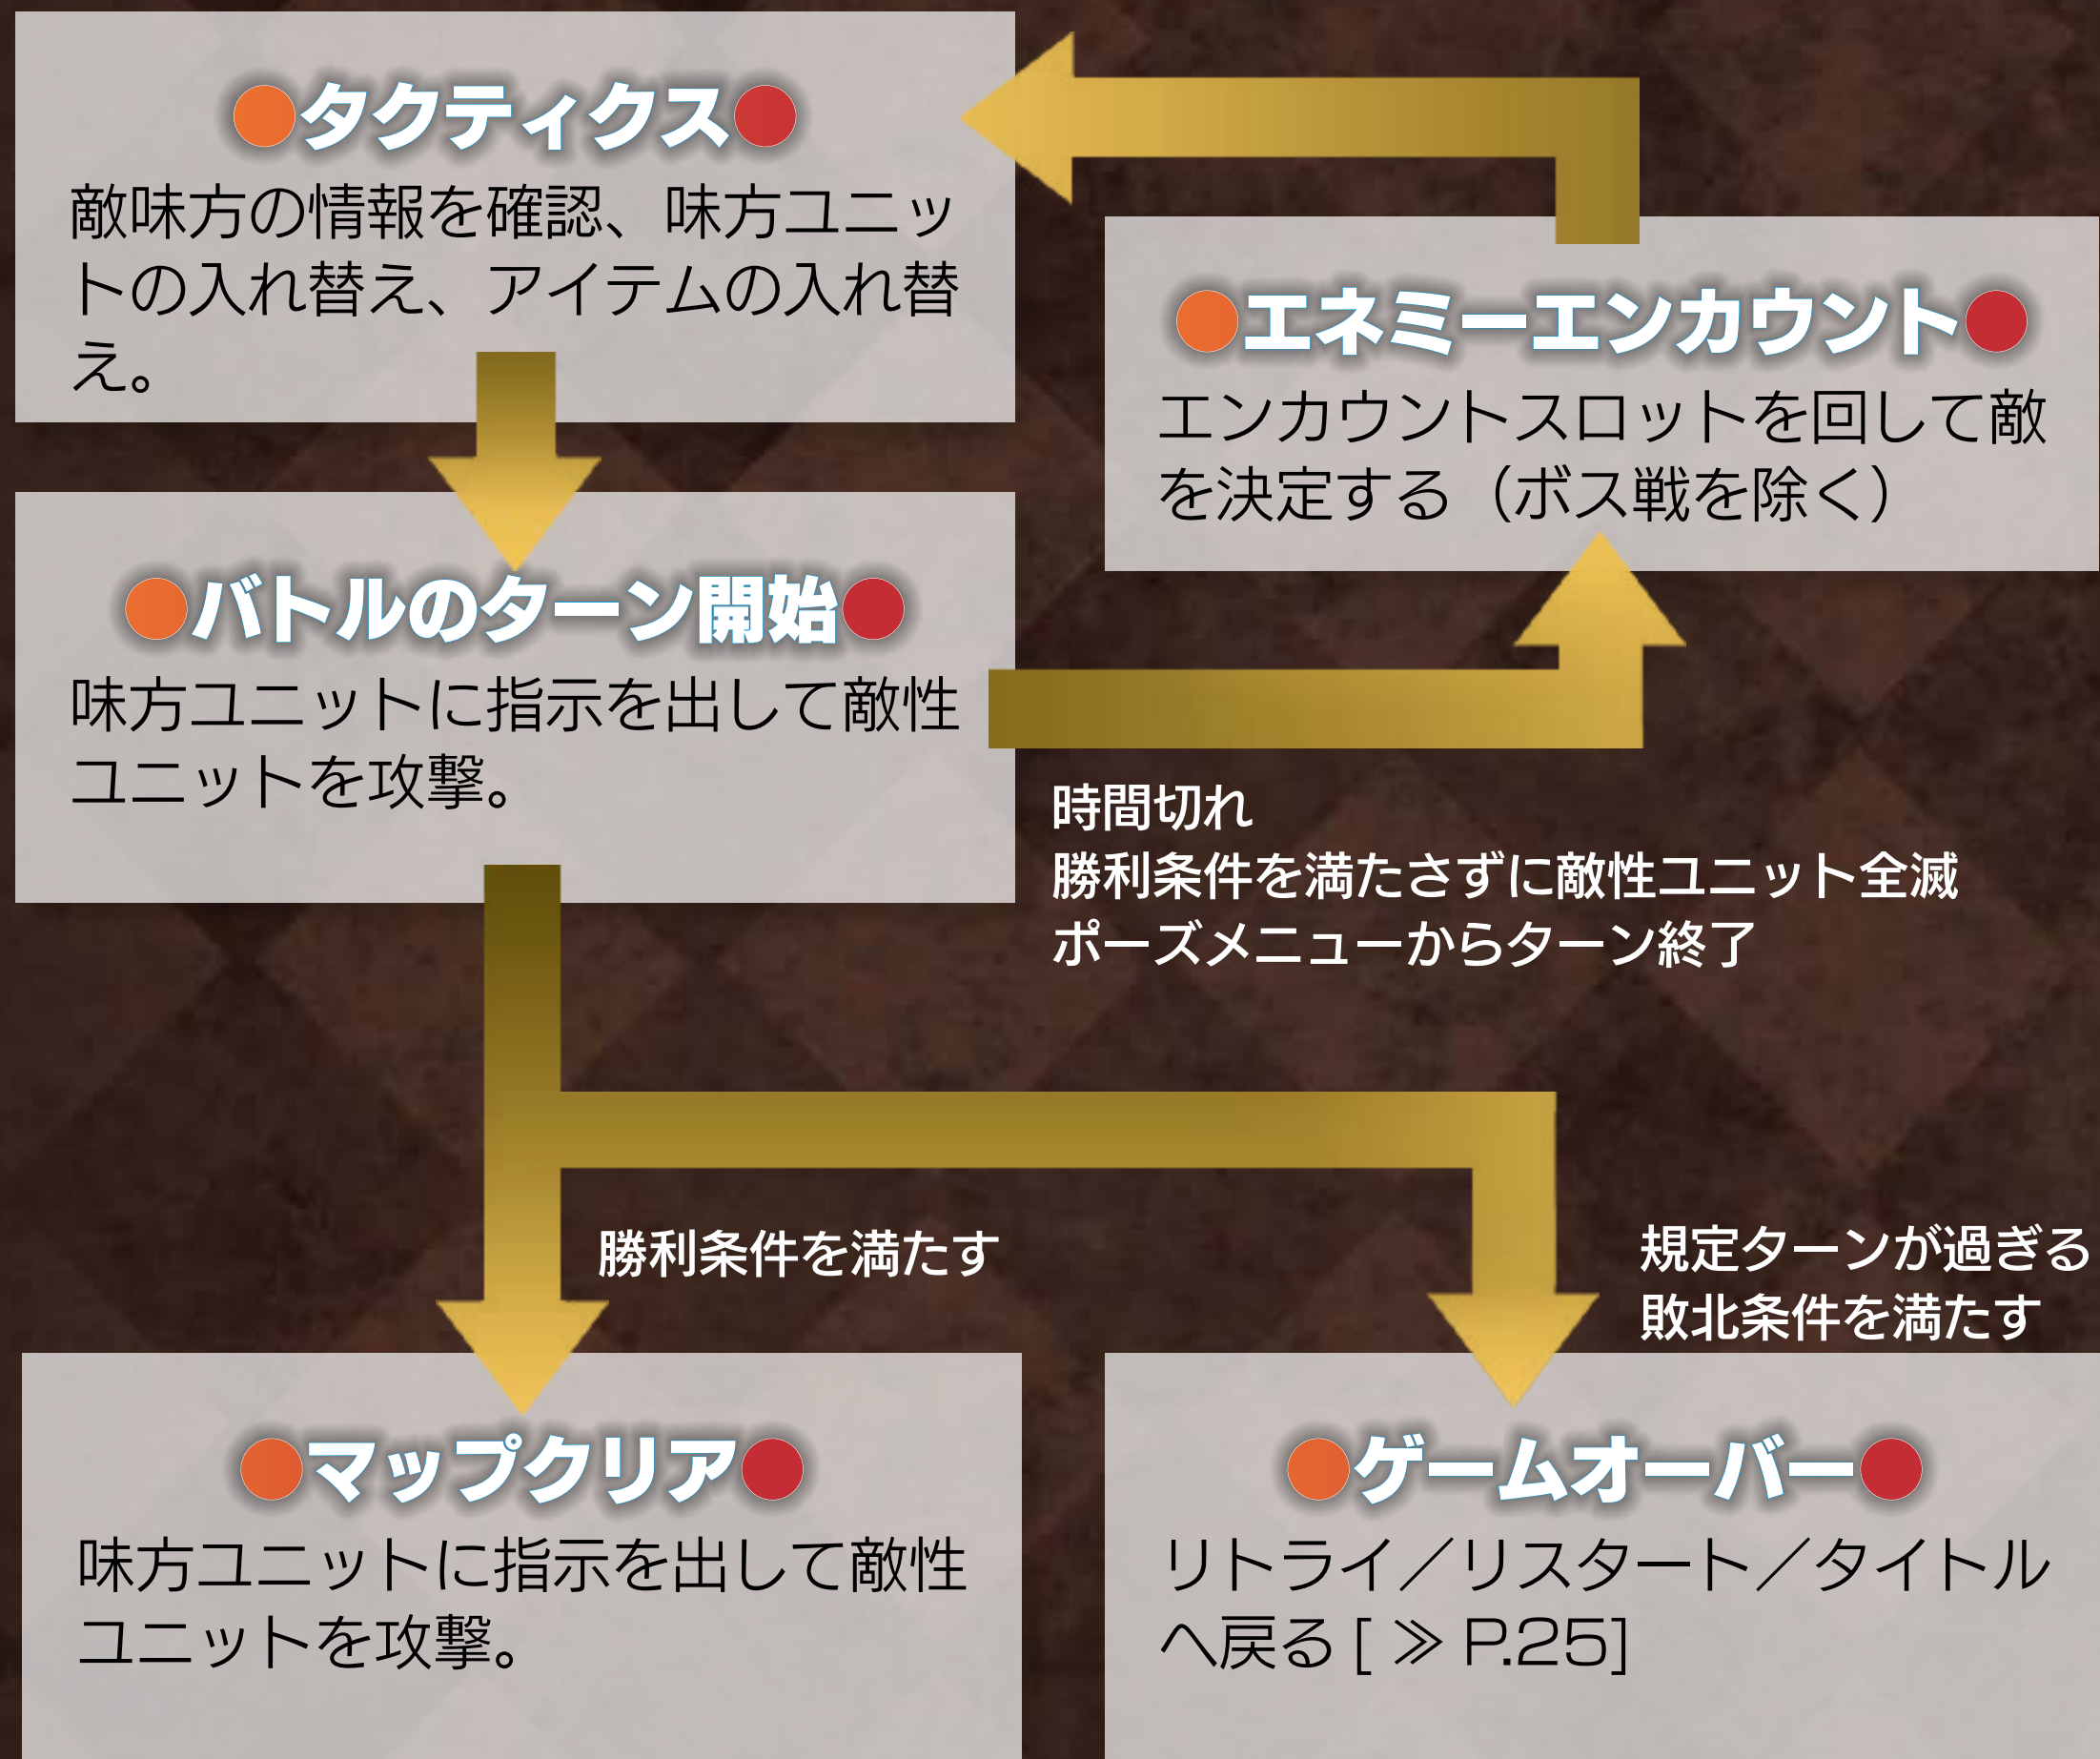 ●タクティクス●
敵味方の情報を確認、味方ユニッ
トの入れ替え、アイテムの入れ替
え。
●エネミーエンカウント●
エンカウントスロットを回して敵
を決定する（ボス戦を除く）
●バトルのターン開始●
味方ユニットに指示を出して敵性
ユニットを攻撃。
時間切れ
勝利条件を満たさずに敵性ユニット全滅
ポーズメニューからターン終了
勝利条件を満たす
規定ターンが過ぎる
敗北条件を満たす
●マップクリア●
味方ユニットに指示を出して敵性
ユニットを攻撃。
●ゲームオーバー●
リトライ／リスタート／タイトル
へ戻る [ ≫ P.25]